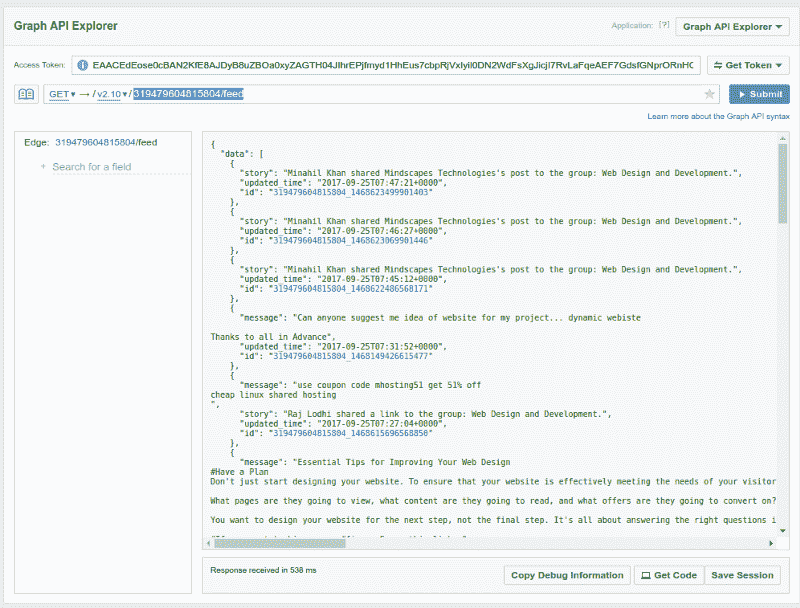 Graph API Explorer
Application: [?] Graph API Explorer
Access Token:
Get Token
GET → / v2.10 / 319479604815804/feed
Submit
Learn more about the Graph API syntax
Edge: 319479604815804/feed
+ Search for a field
{
"data": [
{
"story": "Minahil Khan shared Mindscapes Technologies's post to the group: Web Design and Development.",
"updated_time": "2017-09-25T07:47:21+0000",
"id": "319479604815804_1468623499901403"
},
{
"story": "Minahil Khan shared Mindscapes Technologies's post to the group: Web Design and Development.",
"updated_time": "2017-09-25T07:46:27+0000",
"id": "319479604815804_1468623069901446"
},
{
"story": "Minahil Khan shared Mindscapes Technologies's post to the group: Web Design and Development.",
"updated_time": "2017-09-25T07:45:12+0000",
"id": "319479604815804_1468622486568171"
},
{
"message": "Can anyone suggest me idea of website for my project... dynamic webiste
Thanks to all in Advance",
"updated_time": "2017-09-25T07:31:52+0000",
"id": "319479604815804_1468149426615477"
},
{
"message": "use coupon code mhosting51 get 51% off
cheap linux shared hosting
",
"story": "Raj Lodhi shared a link to the group: Web Design and Development.",
"updated_time": "2017-09-25T07:27:04+0000",
"id": "319479604815804_1468615696568850"
},
{
"message": "Essential Tips for Improving Your Web Design
#Have a Plan
Don't just start designing your website. To ensure that your website is effectively meeting the needs of your visitor
What pages are they going to view, what content are they going to read, and what offers are they going to convert on?
You want to design your website for the next step, not the final step. It's all about answering the right questions i
Response received in 538 ms
Copy Debug Information
Get Code
Save Session